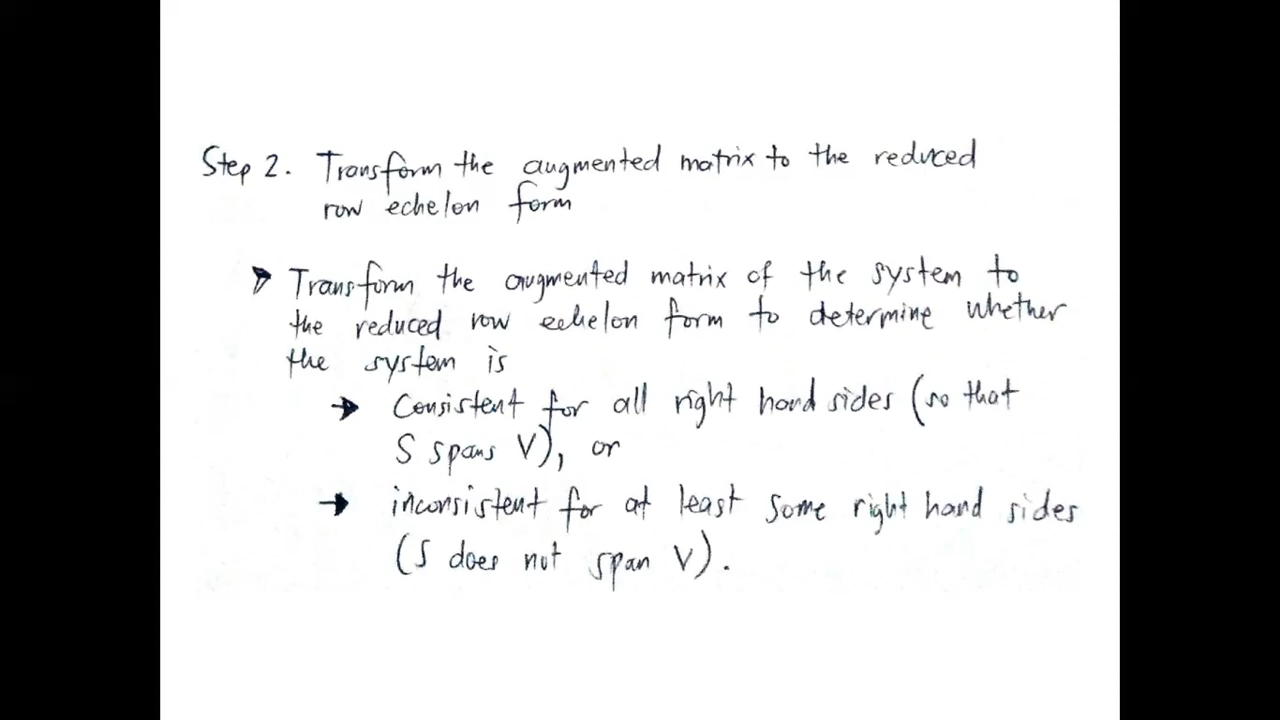 Step 2. Transform the augmented matrix to the reduced
row echelon form
Transform the augmented matrix of the system to
the reduced row echelon form to determine whether
the system is
→ Consistent for all right hand sides (so that
S spans V), or
→ inconsistent for at least some right hand sides
(S does not span V).